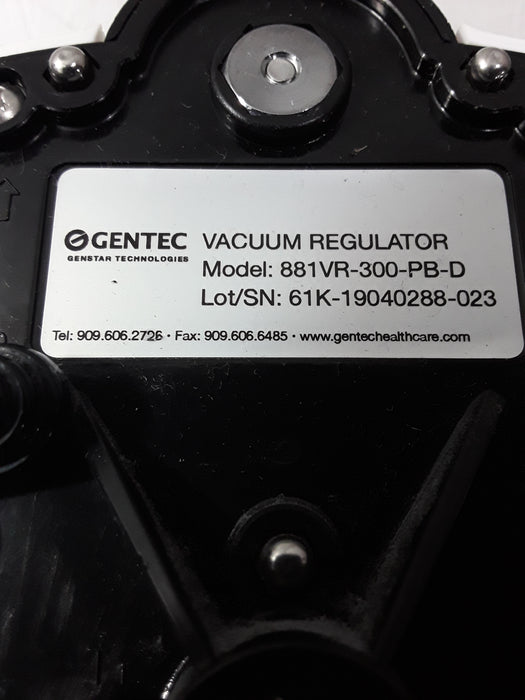 GENTEC VACUUM REGULATOR
GENSTAR TECHNOLOGIES
Model: 881VR-300-PB-D
Lot/SN: 61K-19040288-023
Tel: 909.606.2726 · Fax: 909.606.6485 · www.gentechealthcare.com